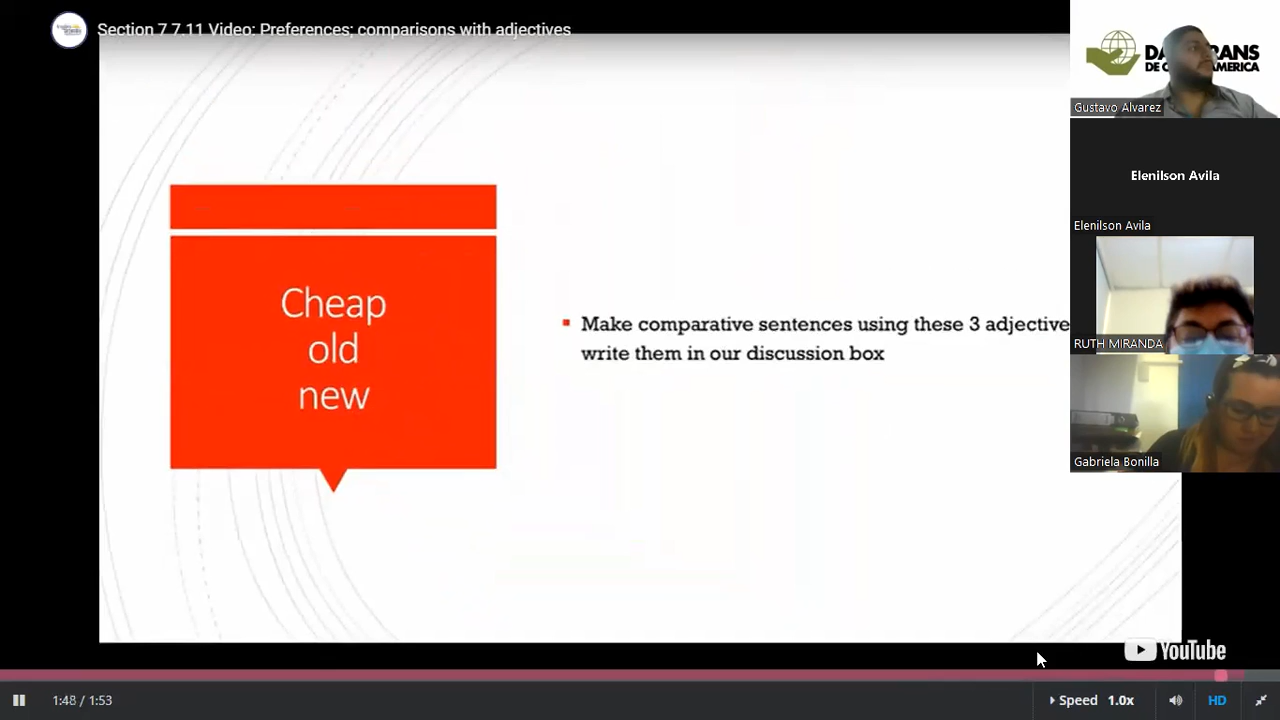 Section 7 7.11 Video: Preferences; comparisons with adjectives
Cheap
old
new
Make comparative sentences using these 3 adjective
write them in our discussion box
DE AMERICA
Gustavo Alvarez
Elenilson Avila
Elenilson Avila
RUTH MIRANDA
Gabriela Bonilla
YouTube
1:48 / 1:53
Speed 1.0x
HD